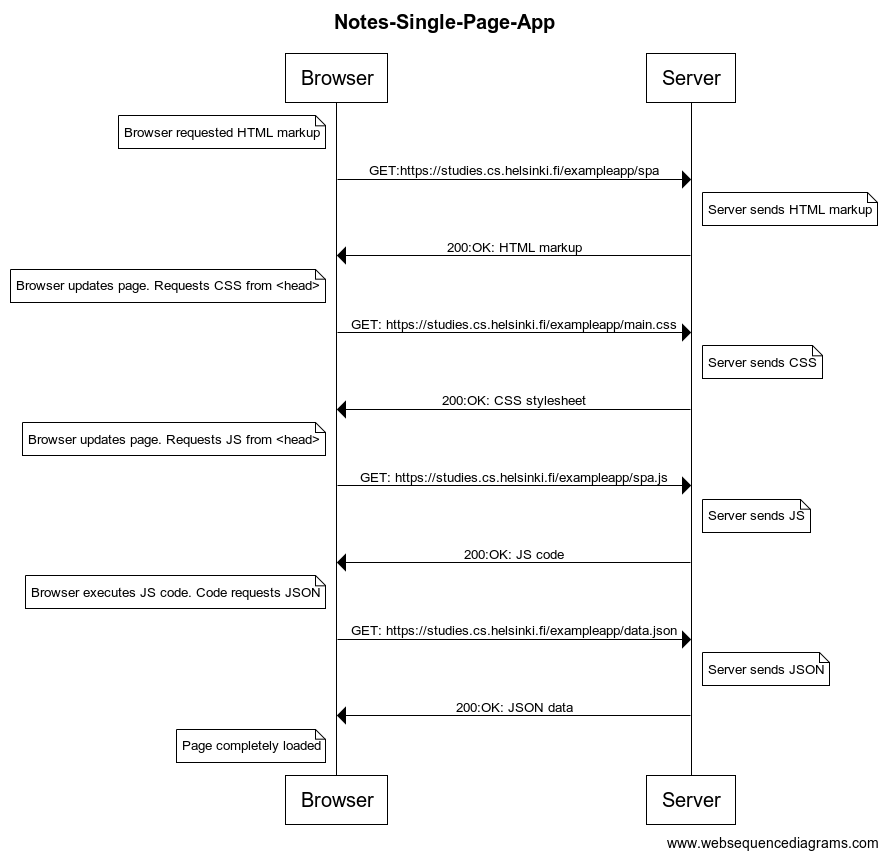 Notes-Single-Page-App
Browser
Server
Browser requested HTML markup
GET:https://studies.cs.helsinki.fi/exampleapp/spa
Server sends HTML markup
200:OK: HTML markup
Browser updates page. Requests CSS from <head>
GET: https://studies.cs.helsinki.fi/exampleapp/main.css
Server sends CSS
200:OK: CSS stylesheet
Browser updates page. Requests JS from <head>
GET: https://studies.cs.helsinki.fi/exampleapp/spa.js
Server sends JS
200:OK: JS code
Browser executes JS code. Code requests JSON
GET: https://studies.cs.helsinki.fi/exampleapp/data.json
Server sends JSON
200:OK: JSON data
Page completely loaded
Browser
Server
www.websequencediagrams.com